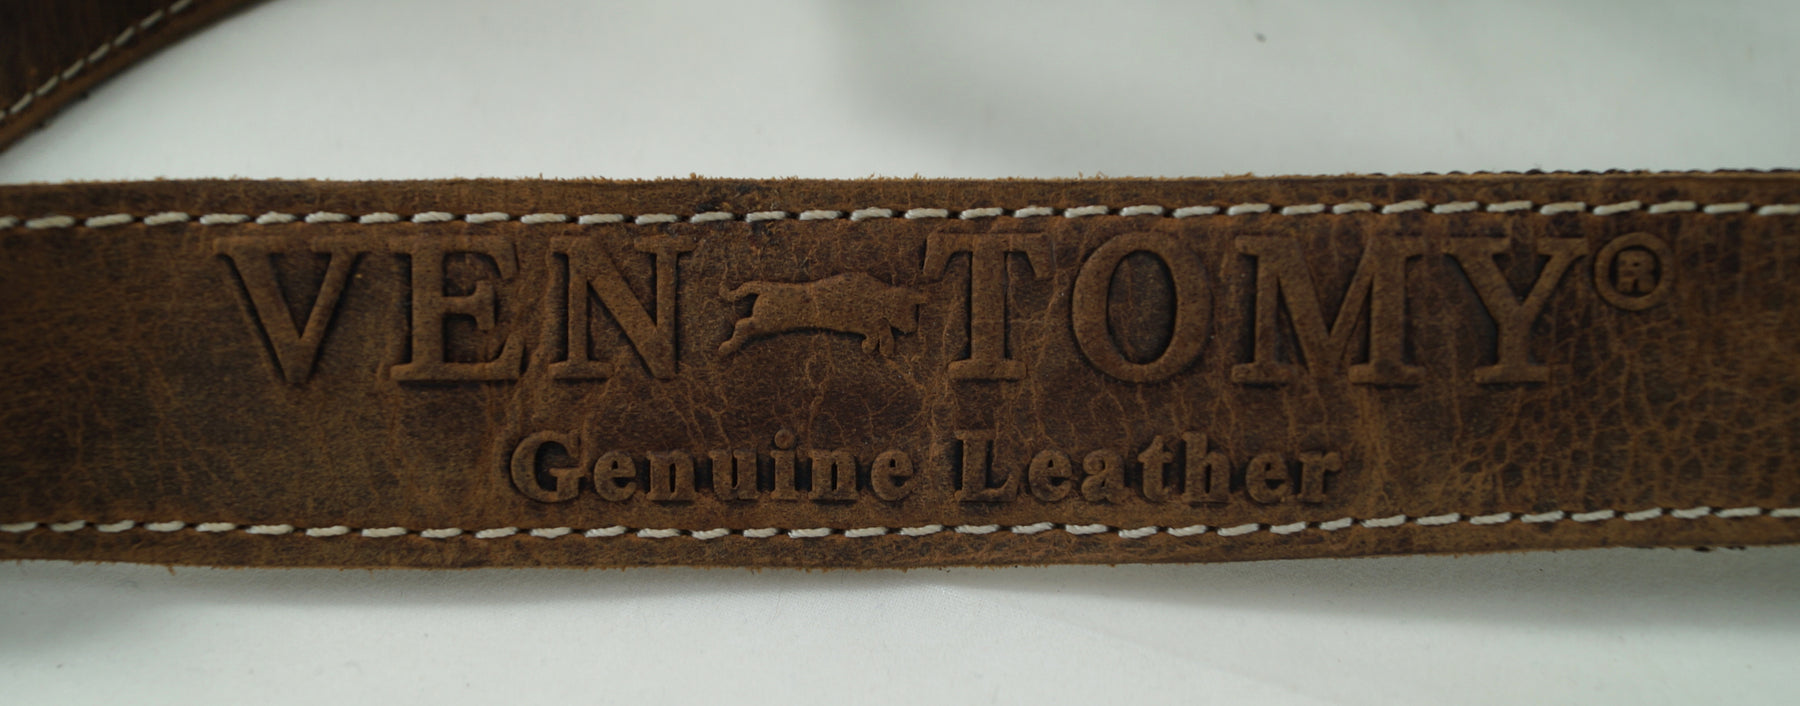 VEN TOMY®
Genuine Leather